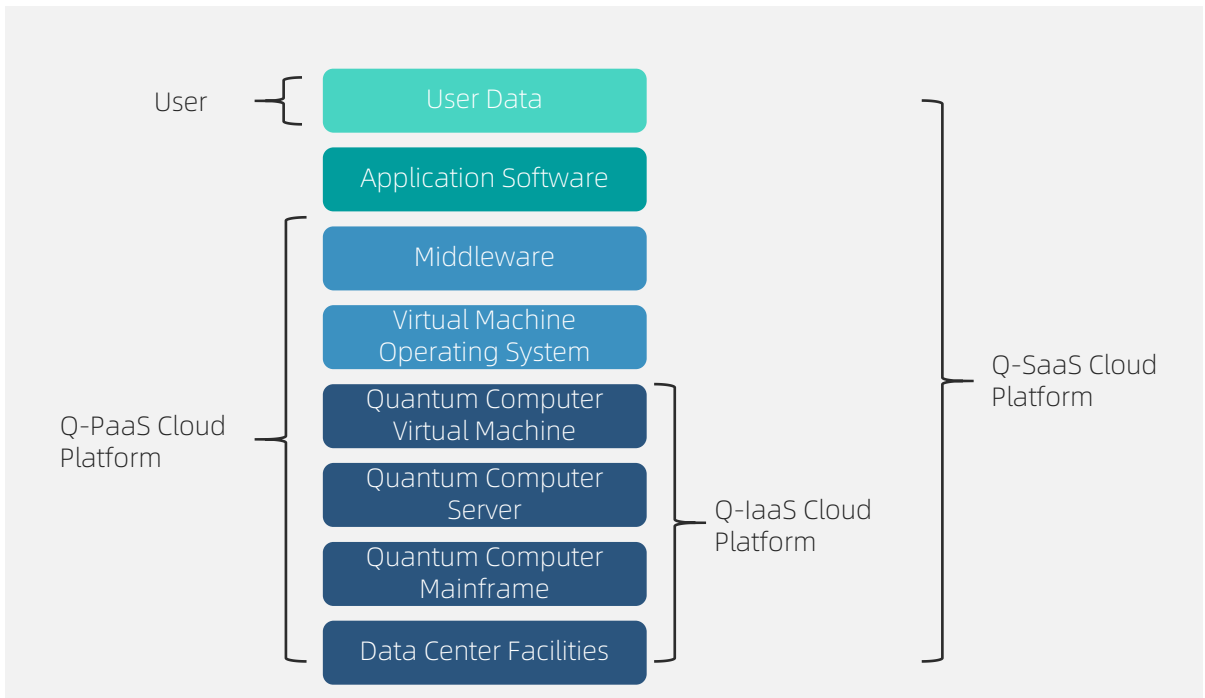 User
User Data
Application Software
Middleware
Virtual Machine
Operating System
Q-PaaS Cloud
Platform
Quantum Computer
Virtual Machine
Quantum Computer
Server
Quantum Computer
Mainframe
Data Center Facilities
Q-IaaS Cloud
Platform
Q-SaaS Cloud
Platform